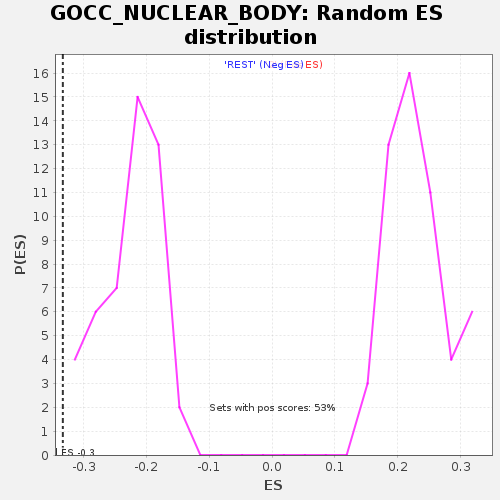 GOCC_NUCLEAR_BODY: Random ES
distribution
'REST' (Neg ES) ES)
16
15
14
13
12
11
10
9
8
7
6
5
4
3
2
1
0
P(ES)
Sets with pos scores: 53%
ES -0.3
-0.3 -0.2 -0.1 0.0 0.1 0.2 0.3
ES